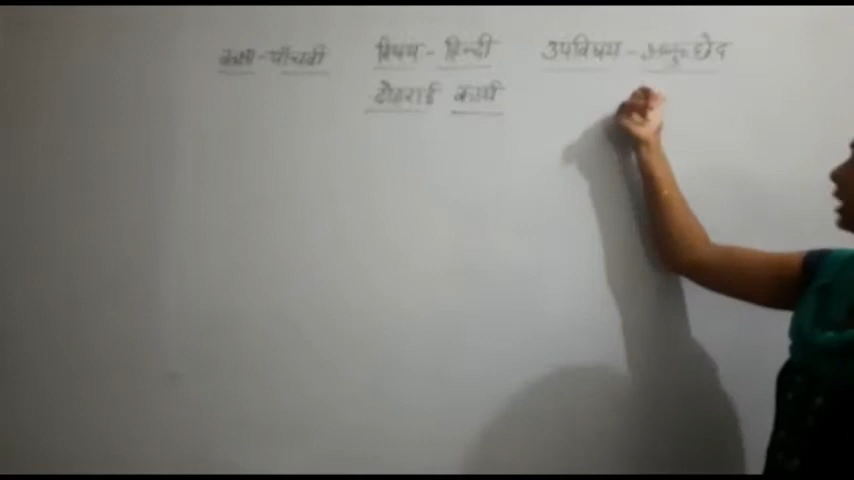 कक्षा - पाँचवी विषय - हिन्दी उपविषय - अनुच्छेद
दोहराई कार्य